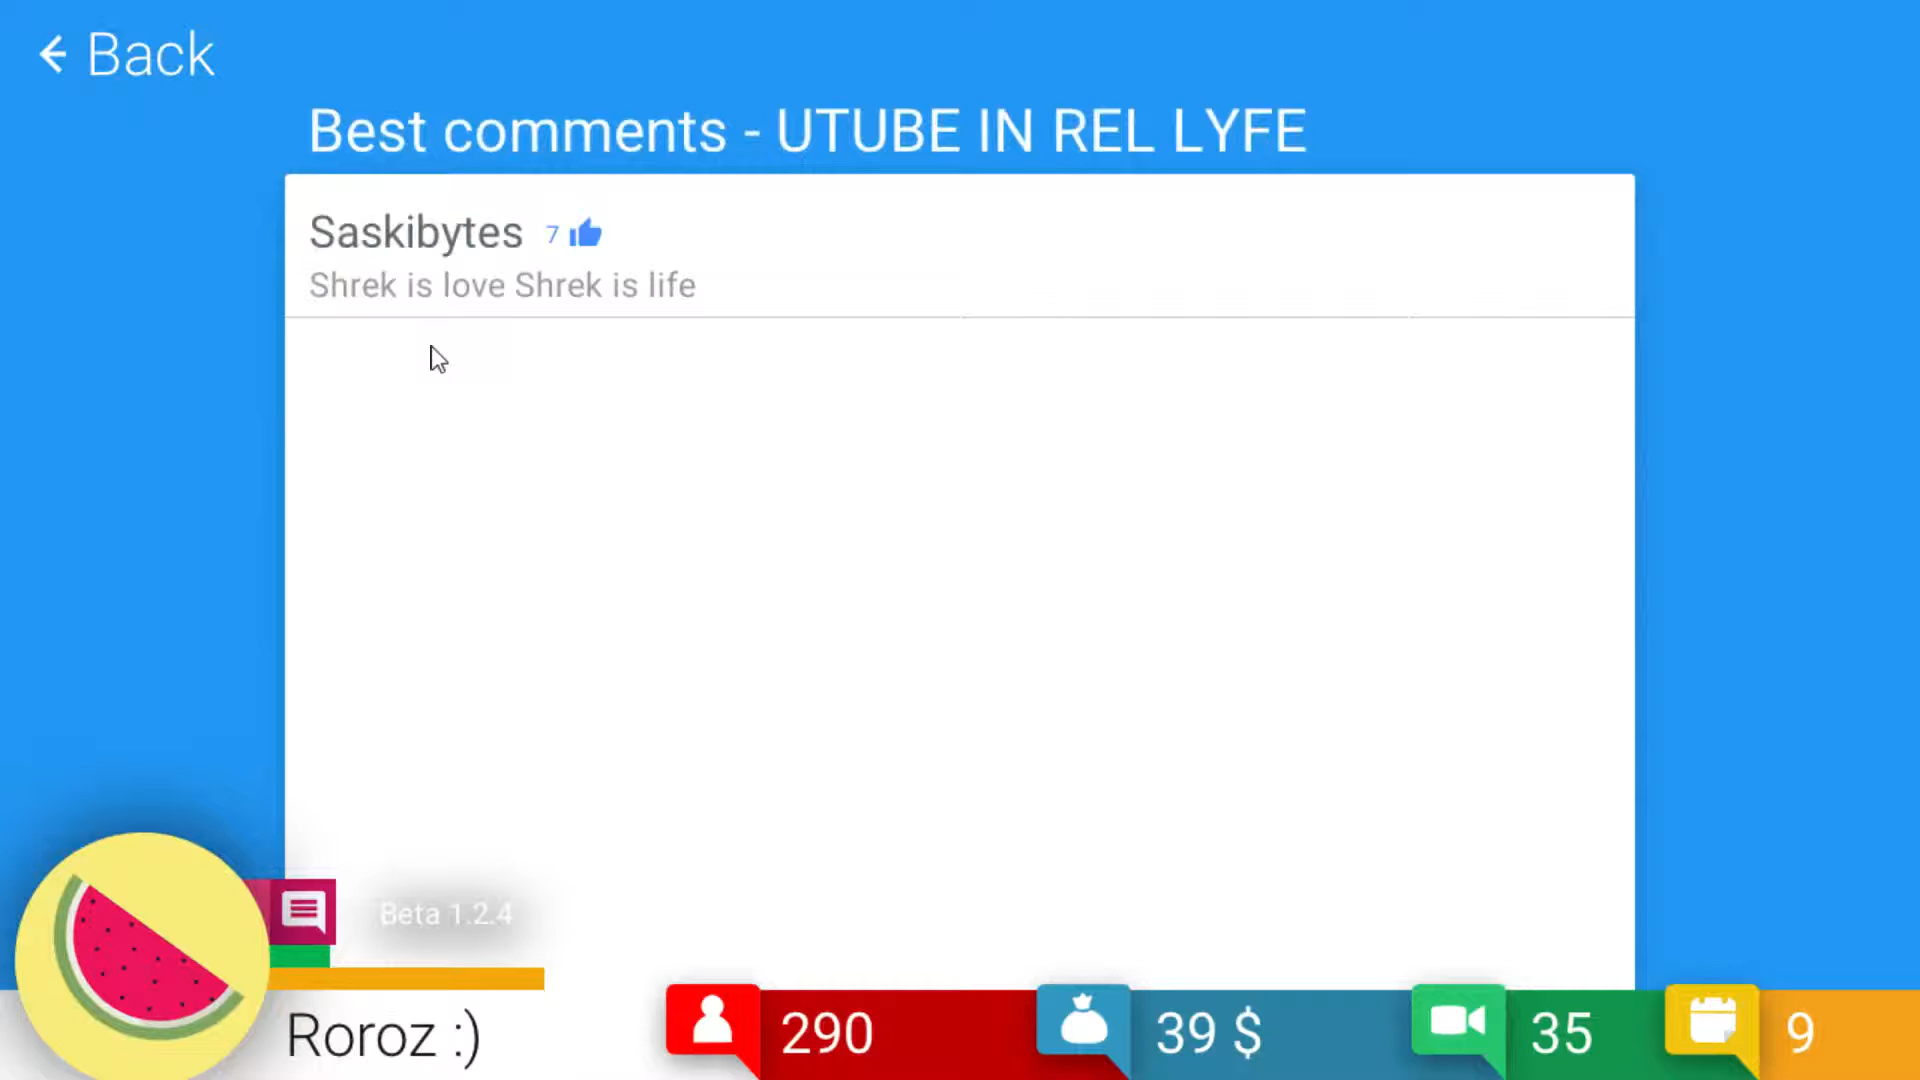 Back
Best comments - UTUBE IN REL LYFE
Saskibytes 7
Shrek is love Shrek is life
Beta 1.2.4
Roroz :)
290
39 $
35
9